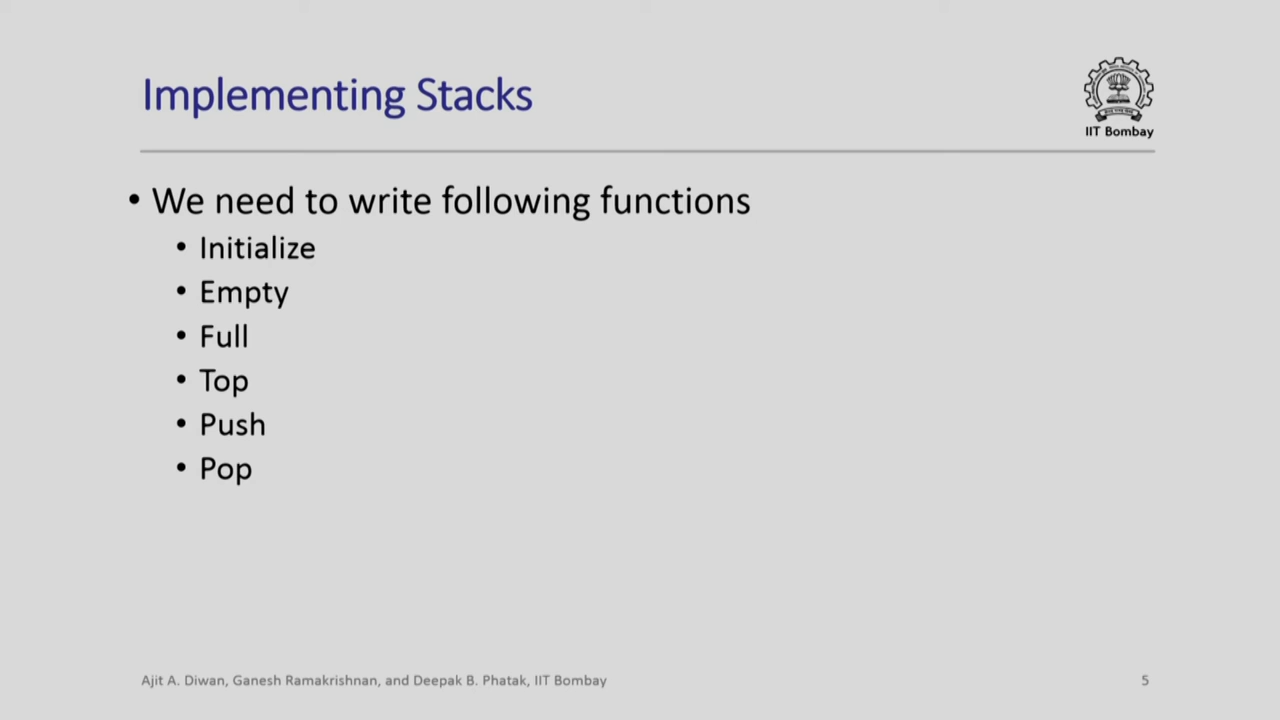 Implementing Stacks
IIT Bombay
• We need to write following functions
• Initialize
• Empty
• Full
• Top
• Push
• Pop
Ajit A. Diwan, Ganesh Ramakrishnan, and Deepak B. Phatak, IIT Bombay
5